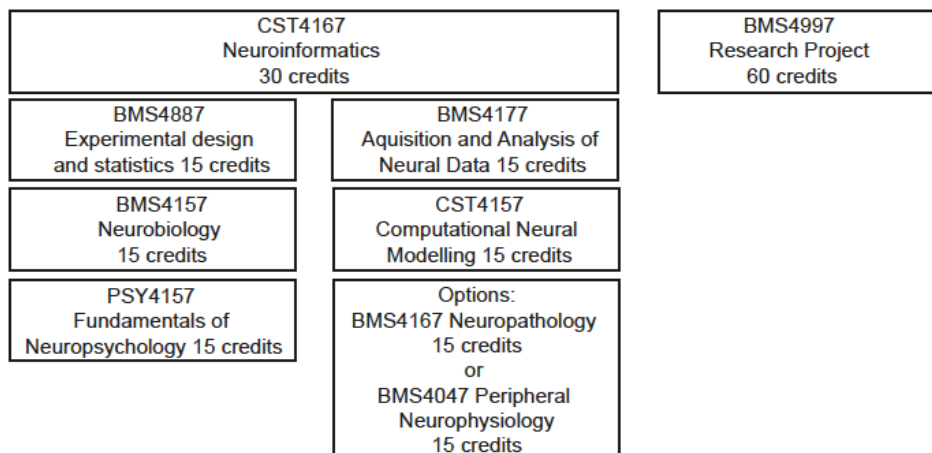 CST4167
Neuroinformatics
30 credits
BMS4997
Research Project
60 credits
BMS4887
Experimental design
and statistics 15 credits
BMS4177
Aquisition and Analysis of
Neural Data 15 credits
BMS4157
Neurobiology
15 credits
CST4157
Computational Neural
Modelling 15 credits
PSY4157
Fundamentals of
Neuropsychology 15 credits
Options:
BMS4167 Neuropathology
15 credits
or
BMS4047 Peripheral
Neurophysiology
15 credits